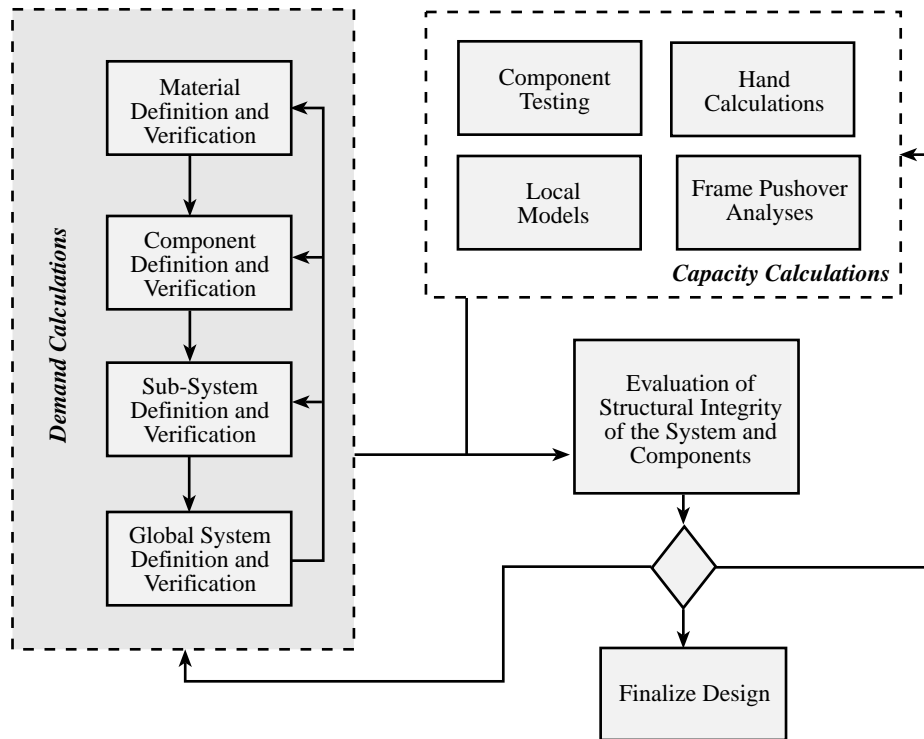 Demand Calculations
Material
Definition and
Verification
Component
Definition and
Verification
Sub-System
Definition and
Verification
Global System
Definition and
Verification
Component
Testing
Hand
Calculations
Local
Models
Frame Pushover
Analyses
Capacity Calculations
Evaluation of
Structural Integrity
of the System and
Components
Finalize Design